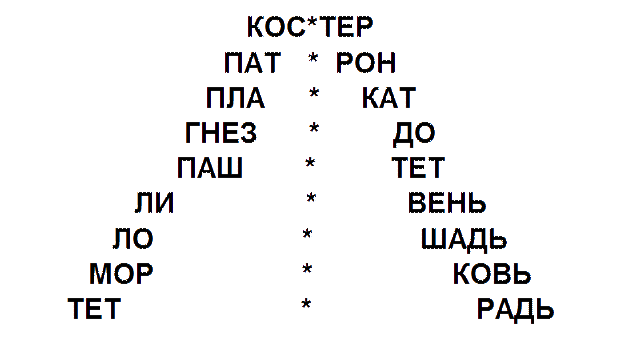 КОС*ТЕР
ПАТ * РОН
ПЛА * КАТ
ГНЕЗ * ДО
ПАШ * ТЕТ
ЛИ * ВЕНЬ
ЛО * ШАДЬ
МОР * КОВЬ
ТЕТ * РАДЬ